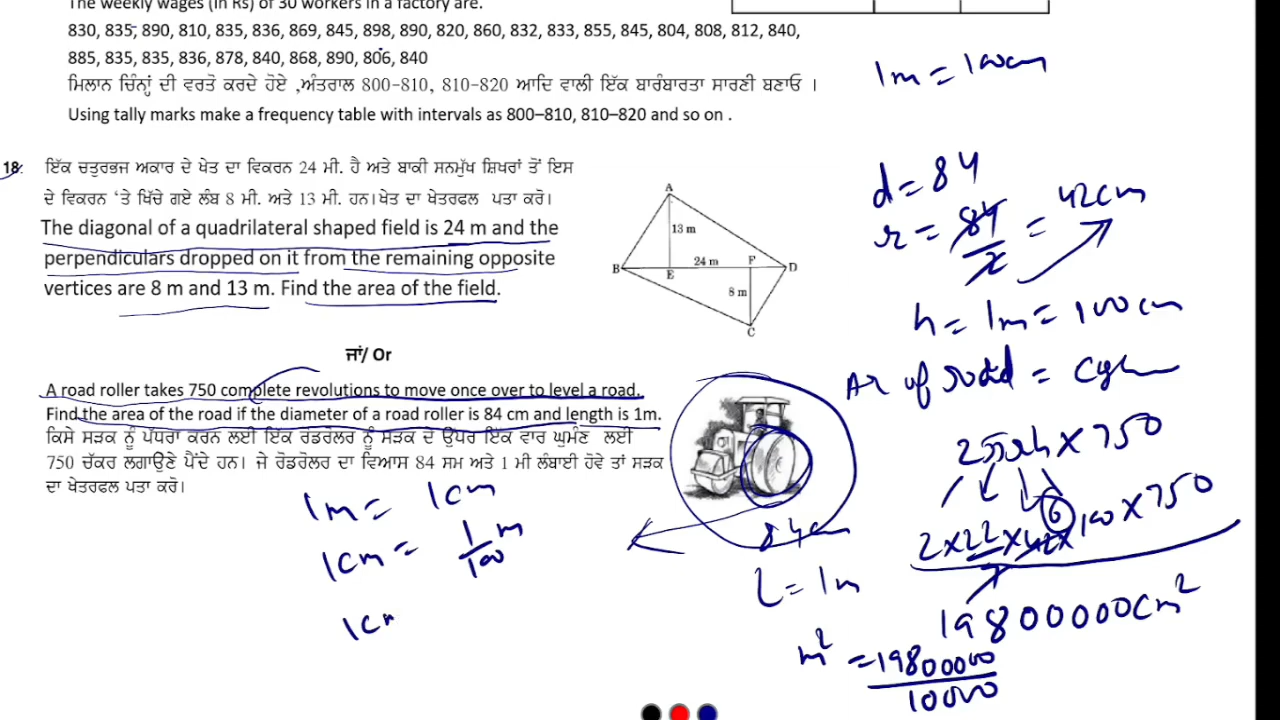 The weekly wages (in Rs) of 30 workers in a factory are.
830, 835, 890, 810, 835, 836, 869, 845, 898, 890, 820, 860, 832, 833, 855, 845, 804, 808, 812, 840,
885, 835, 835, 836, 878, 840, 868, 890, 806, 840
ਮਿਲਾਨ ਚਿੰਨ੍ਹਾਂ ਦੀ ਵਰਤੋ ਕਰਦੇ ਹੋਏ ,ਅੰਤਰਾਲ 800-810, 810-820 ਆਦਿ ਵਾਲੀ ਇੱਕ ਬਾਰੰਬਾਰਤਾ ਸਾਰਣੀ ਬਣਾਓ ।
Using tally marks make a frequency table with intervals as 800–810, 810–820 and so on .
1m = 100cm
18. ਇੱਕ ਚਤੁਰਭਜ ਅਕਾਰ ਦੇ ਖੇਤ ਦਾ ਵਿਕਰਨ 24 ਮੀ. ਹੈ ਅਤੇ ਬਾਕੀ ਸਨਮੁੱਖ ਸ਼ਿਖਰਾਂ ਤੋਂ ਇਸ
ਦੇ ਵਿਕਰਨ ‘ਤੇ ਖਿੱਚੇ ਗਏ ਲੰਬ 8 ਮੀ. ਅਤੇ 13 ਮੀ. ਹਨ।ਖੇਤ ਦਾ ਖੇਤਰਫਲ ਪਤਾ ਕਰੋ।
The diagonal of a quadrilateral shaped field is 24 m and the
perpendiculars dropped on it from the remaining opposite
vertices are 8 m and 13 m. Find the area of the field.
A
13 m
B
E
24 m
F
D
8 m
C
d = 84
r = 84/2 = 42cm
h = 1m = 100cm
ਜਾਂ/ Or
A road roller takes 750 complete revolutions to move once over to level a road.
Find the area of the road if the diameter of a road roller is 84 cm and length is 1m.
ਕਿਸੇ ਸੜਕ ਨੂੰ ਪੱਧਰਾ ਕਰਨ ਲਈ ਇੱਕ ਰੋਡਰੋਲਰ ਨੂੰ ਸੜਕ ਦੇ ਉੱਪਰ ਇੱਕ ਵਾਰ ਘੁਮੰਣ ਲਈ
750 ਚੱਕਰ ਲਗਾਉਣੇ ਪੈਂਦੇ ਹਨ। ਜੇ ਰੋਡਰੋਲਰ ਦਾ ਵਿਆਸ 84 ਸਮ ਅਤੇ 1 ਮੀ ਲੰਬਾਈ ਹੋਵੇ ਤਾਂ ਸੜਕ
ਦਾ ਖੇਤਰਫਲ ਪਤਾ ਕਰੋ।
Ar of road =
2πrh × 750
2 × 22/7 × 42 × 100 × 750
6
19800000cm²
m² = 19800000/10000
84cm
l = 1m
1m = 1cm
1cm = 1/100 m
1cm